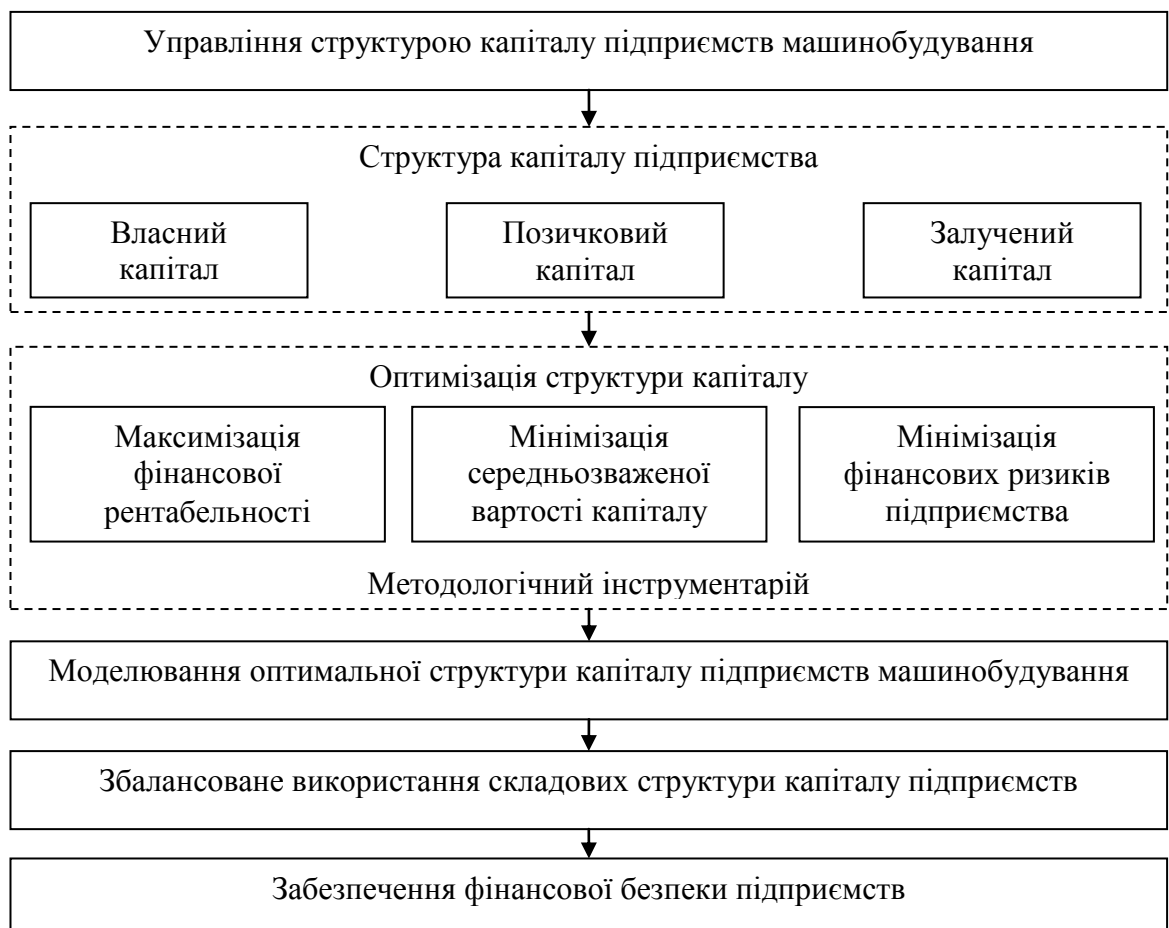 Управління структурою капіталу підприємств машинобудування
Структура капіталу підприємства
Власний
капітал
Позичковий
капітал
Залучений
капітал
Оптимізація структури капіталу
Максимізація
фінансової
рентабельності
Мінімізація
середньозваженої
вартості капіталу
Мінімізація
фінансових ризиків
підприємства
Методологічний інструментарій
Моделювання оптимальної структури капіталу підприємств машинобудування
Збалансоване використання складових структури капіталу підприємств
Забезпечення фінансової безпеки підприємств